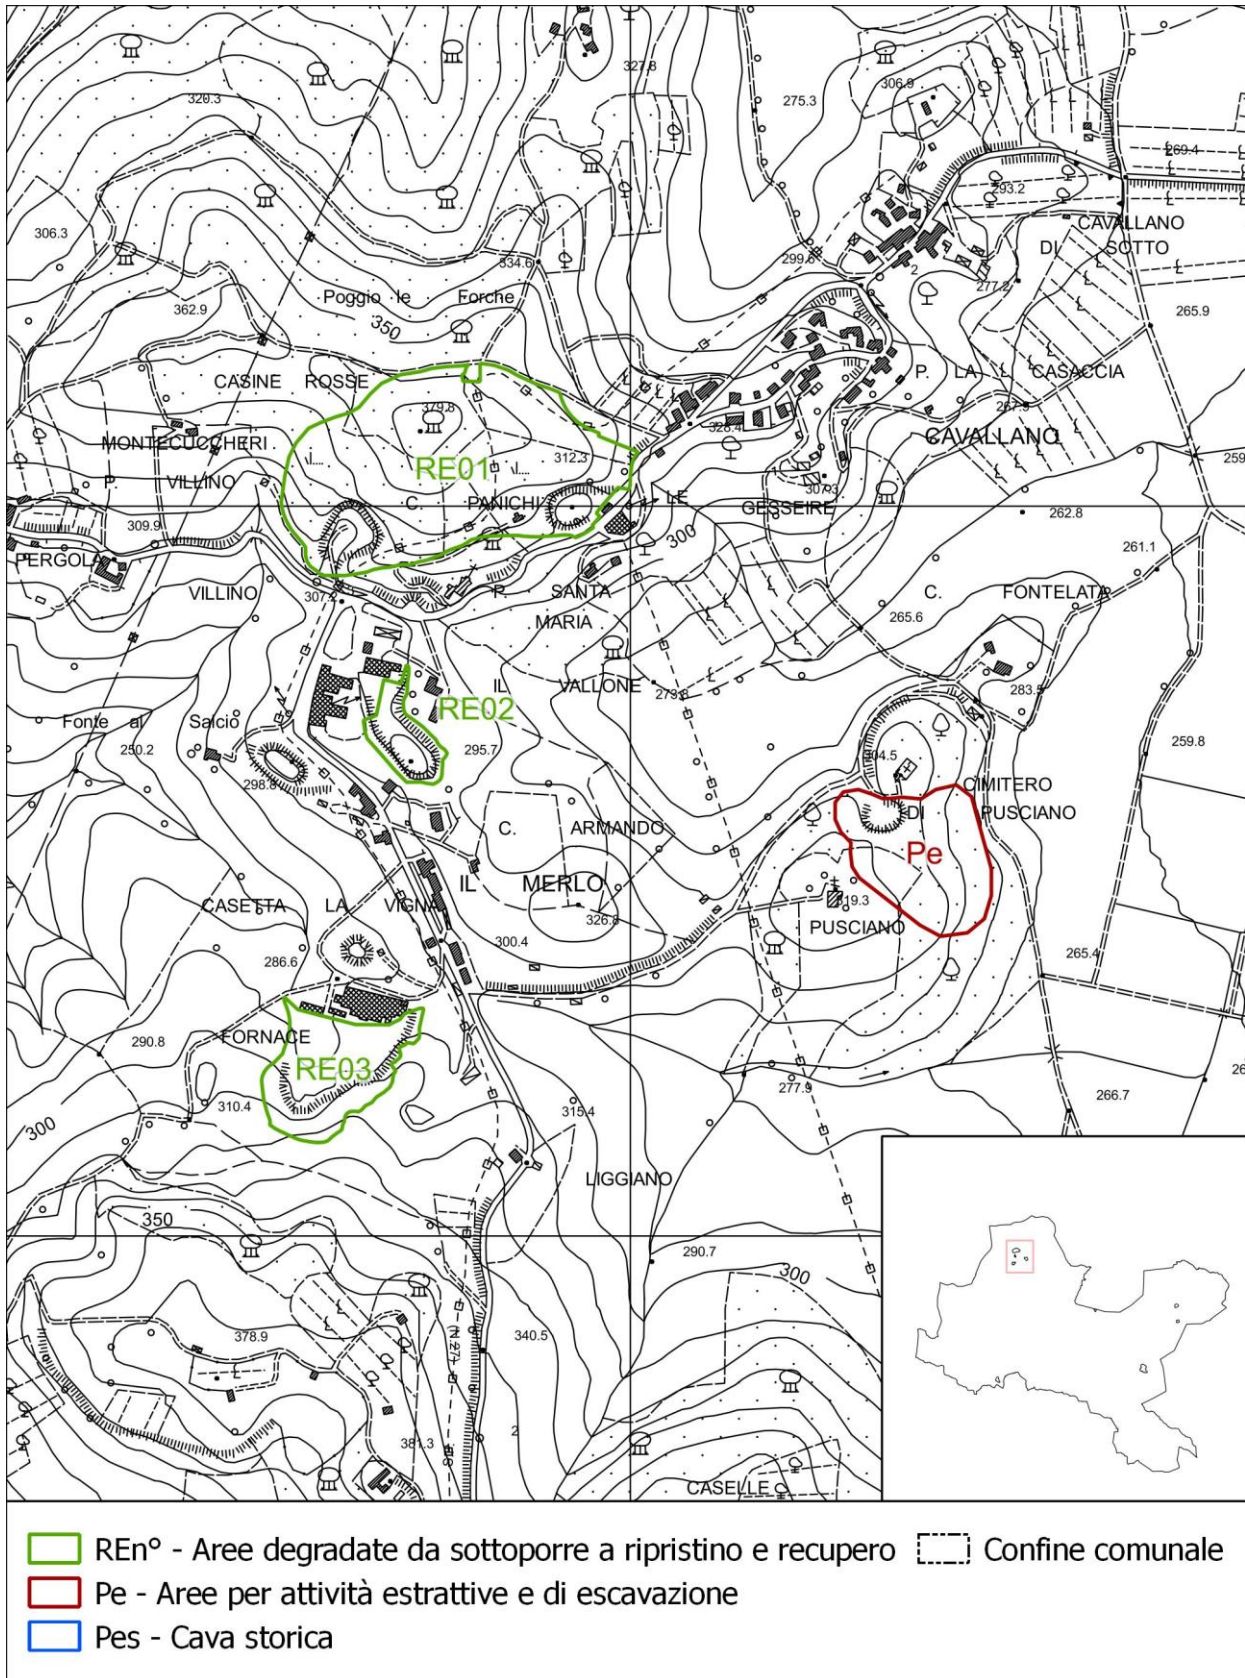 327.8
306.9
320.3
275.3
269.4
293.2
306.3
CAVALLANO
DI SOTTO
334.6
299.6
2
277.2
362.9
Poggio le Forche
350
265.9
CASINE ROSSE
P. LA CASACCIA
379.8
267.9
MONTECUCCHERI
328.4
CAVALLANO
312.3
RE01
P. VILLINO
307.3
C. PANICHI
LE GESSEIRE
309.9
262.8
300
261.1
PERGOLA
VILLINO
307.2
P. SANTA MARIA
C. FONTELATA
265.6
IL VALLONE
273.8
283.5
RE02
Fonte al Salcio
250.2
295.7
259.8
304.5
298.8
CIMITERO
DI PUSCIANO
C. ARMANDO
Pe
IL MERLO
CASETTA LA VIGNA
326.8
319.3
PUSCIANO
300.4
286.6
265.4
290.8
FORNACE
RE03
277.9
266.7
310.4
315.4
300
LIGGIANO
350
290.7
300
378.9
340.5
2
381.3
CASELLE
REn° - Aree degradate da sottoporre a ripristino e recupero
Confine comunale
Pe - Aree per attività estrattive e di escavazione
Pes - Cava storica